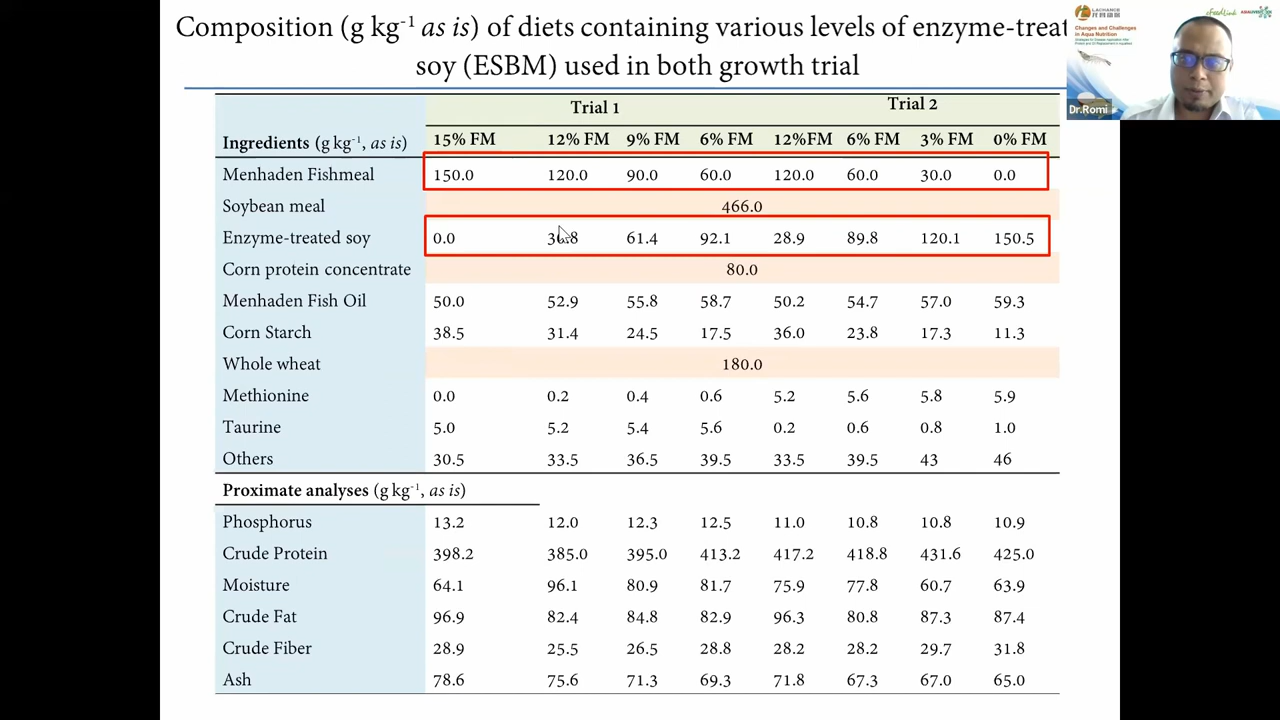 Composition (g kg⁻¹ as is) of diets containing various levels of enzyme-treat
soy (ESBM) used in both growth trial
LACHANCE
Changes and Challenges
in Aqua Nutrition
eFeedLink
Dr.Romi
Trial 1 Trial 2
Ingredients (g kg⁻¹, as is) 15% FM 12% FM 9% FM 6% FM 12%FM 6% FM 3% FM 0% FM
Menhaden Fishmeal 150.0 120.0 90.0 60.0 120.0 60.0 30.0 0.0
Soybean meal 466.0
Enzyme-treated soy 0.0 30.8 61.4 92.1 28.9 89.8 120.1 150.5
Corn protein concentrate 80.0
Menhaden Fish Oil 50.0 52.9 55.8 58.7 50.2 54.7 57.0 59.3
Corn Starch 38.5 31.4 24.5 17.5 36.0 23.8 17.3 11.3
Whole wheat 180.0
Methionine 0.0 0.2 0.4 0.6 5.2 5.6 5.8 5.9
Taurine 5.0 5.2 5.4 5.6 0.2 0.6 0.8 1.0
Others 30.5 33.5 36.5 39.5 33.5 39.5 43 46
Proximate analyses (g kg⁻¹, as is)
Phosphorus 13.2 12.0 12.3 12.5 11.0 10.8 10.8 10.9
Crude Protein 398.2 385.0 395.0 413.2 417.2 418.8 431.6 425.0
Moisture 64.1 96.1 80.9 81.7 75.9 77.8 60.7 63.9
Crude Fat 96.9 82.4 84.8 82.9 96.3 80.8 87.3 87.4
Crude Fiber 28.9 25.5 26.5 28.8 28.2 28.2 29.7 31.8
Ash 78.6 75.6 71.3 69.3 71.8 67.3 67.0 65.0